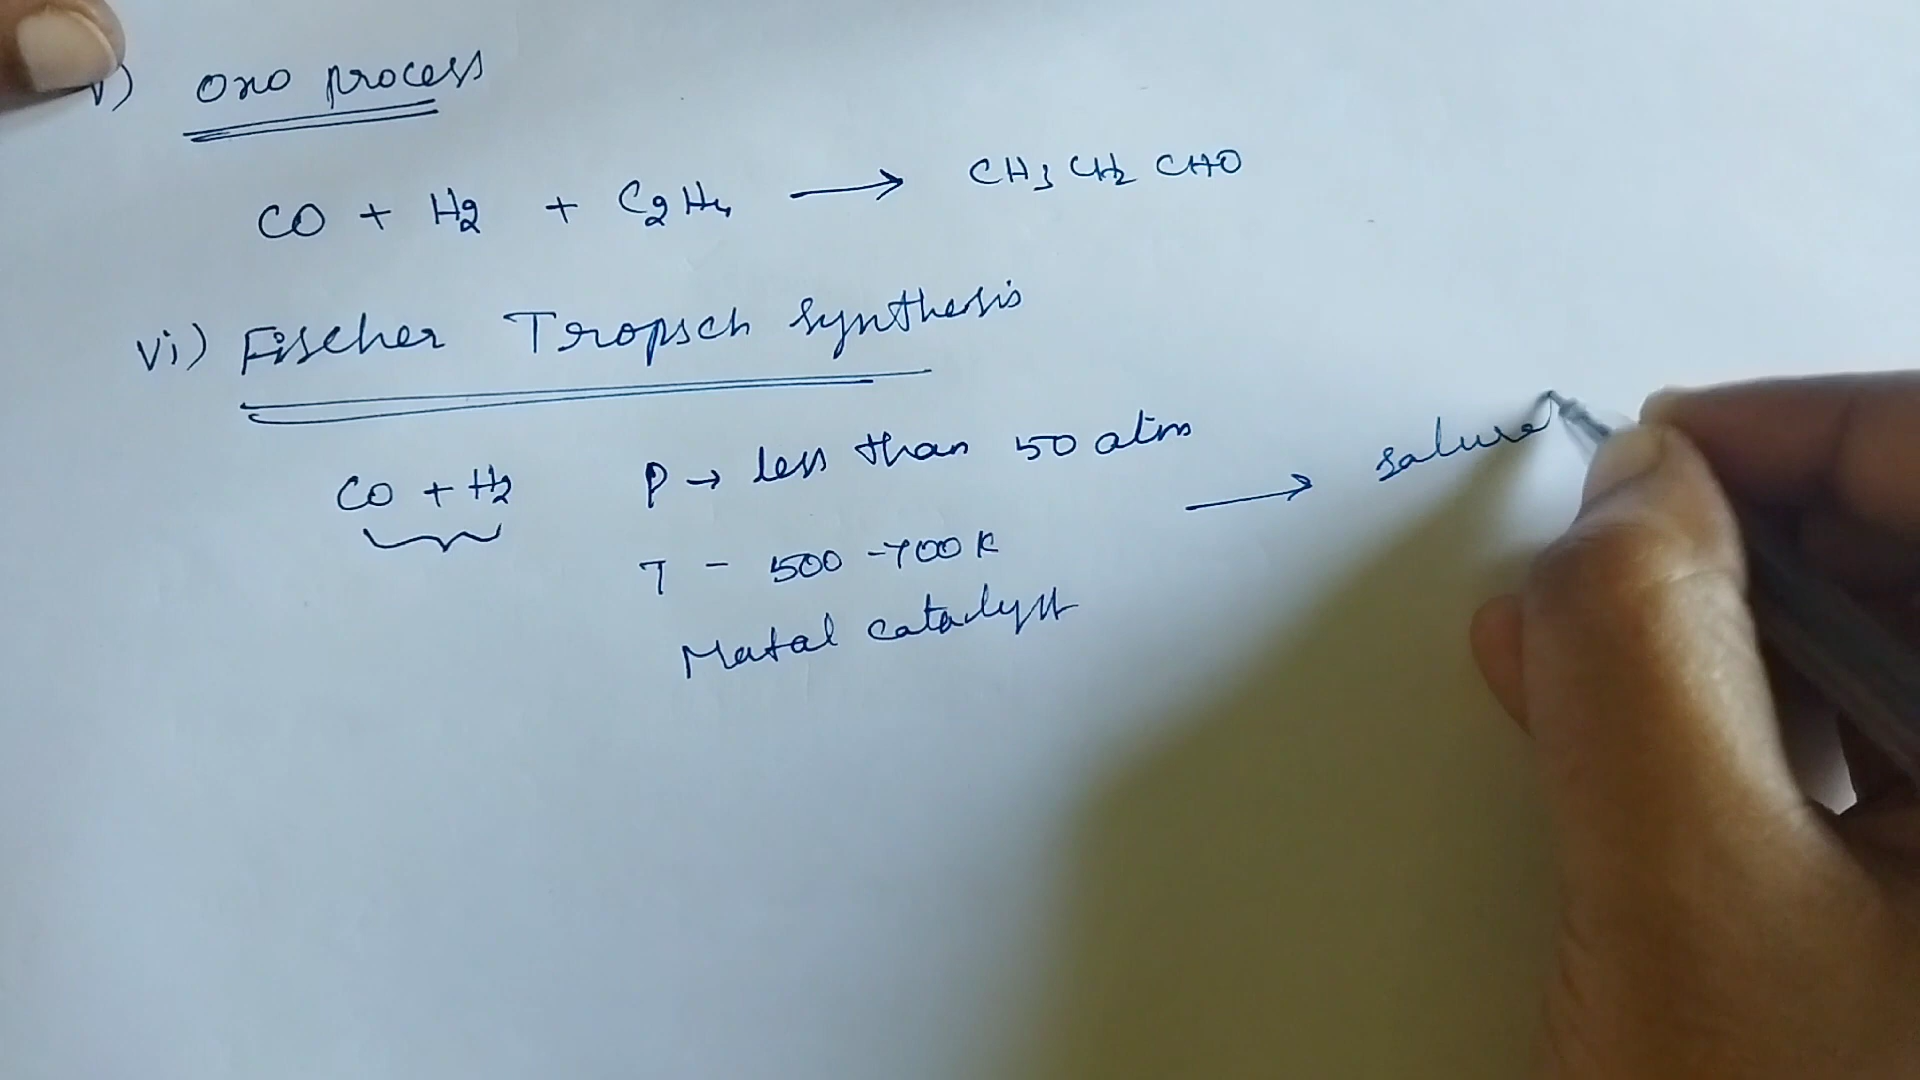 v) oxo process
CO + H2 + C2H4 → CH3 CH2 CHO
vi) Fischer Tropsch synthesis
CO + H2 P → less than 50 atm →
T - 500 -700 K
Metal catalyst